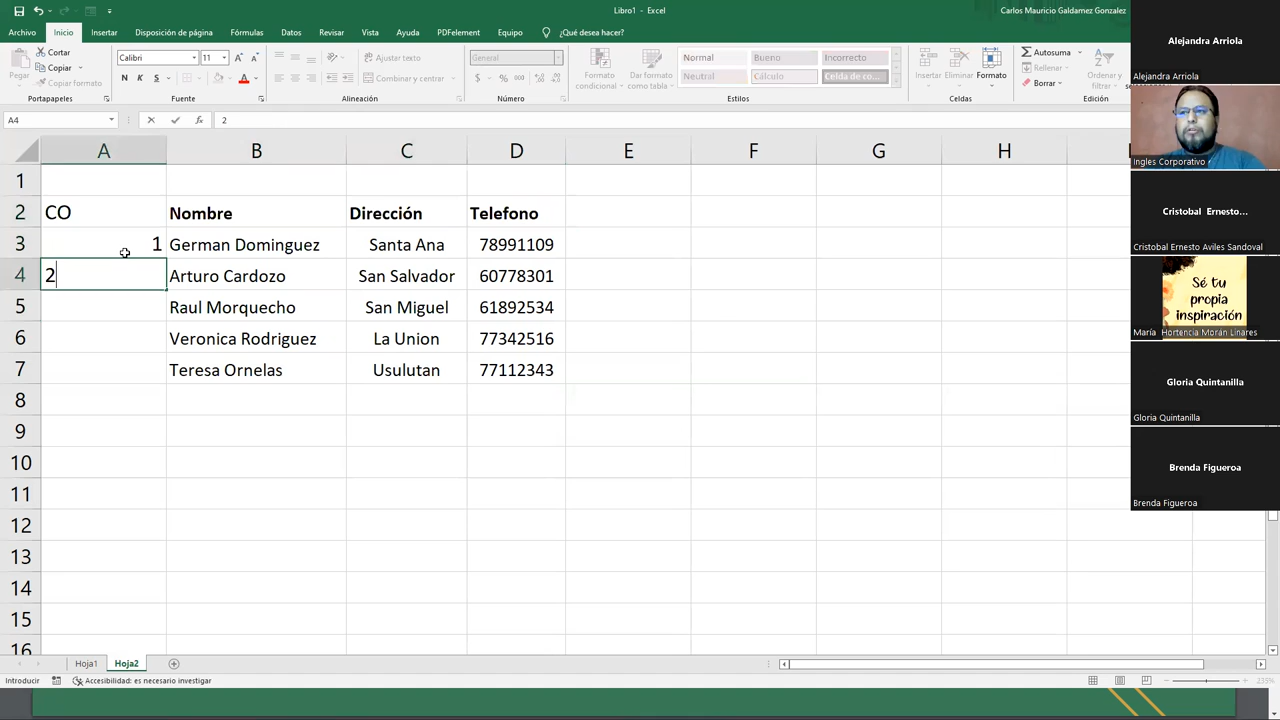 Libro1 - Excel
Carlos Mauricio Galdamez Gonzalez
Archivo Inicio Insertar Disposición de página Fórmulas Datos Revisar Vista Ayuda PDFelement Equipo ¿Qué desea hacer?
Pegar
Cortar
Copiar
Copiar formato
Portapapeles
Calibri 11
N K S
Fuente
Ajustar texto
Combinar y centrar
Alineación
General
Número
Formato condicional
Dar formato como tabla
Normal Bueno Incorrecto
Neutral Cálculo Celda de co...
Estilos
Insertar Eliminar Formato
Celdas
Autosuma
Rellenar
Borrar
Ordenar y filtrar
Edición
A4 2
A B C D E F G H
1
2 CO Nombre Dirección Telefono
3 1 German Dominguez Santa Ana 78991109
4 2 Arturo Cardozo San Salvador 60778301
5 Raul Morquecho San Miguel 61892534
6 Veronica Rodriguez La Union 77342516
7 Teresa Ornelas Usulutan 77112343
8
9
10
11
12
13
14
15
16
Hoja1 Hoja2
Introducir Accesibilidad: es necesario investigar
235%
Alejandra Arriola
Alejandra Arriola
Ingles Corporativo
Cristobal Ernesto...
Cristobal Ernesto Aviles Sandoval
Sé tu
propia
inspiración
María Hortencia Morán Linares
Gloria Quintanilla
Gloria Quintanilla
Brenda Figueroa
Brenda Figueroa